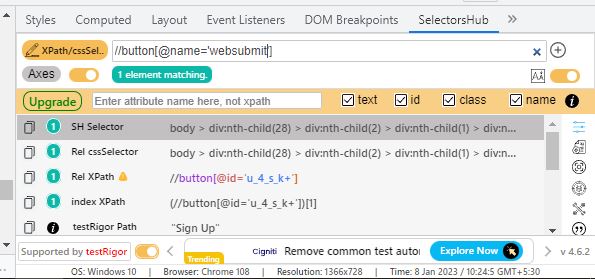 Styles Computed Layout Event Listeners DOM Breakpoints SelectorsHub
XPath/cssSel.. //button[@name='websubmit']
Axes 1 element matching.
Upgrade Enter attribute name here, not xpath text id class name
1 SH Selector body > div:nth-child(28) > div:nth-child(2) > div:nth-child(1) > div:n...
1 Rel cssSelector body > div:nth-child(28) > div:nth-child(2) > div:nth-child(1) > div:n...
1 Rel XPath //button[@id='u_4_s_k+']
1 index XPath (//button[@id='u_4_s_k+'])[1]
testRigor Path "Sign Up"
Supported by testRigor Trending Cigniti Remove common test autor Explore Now v 4.6.2
OS: Windows 10 | Browser: Chrome 108 | Resolution: 1366x728 | Time: 8 Jan 2023 / 10:24:5 GMT+5:30